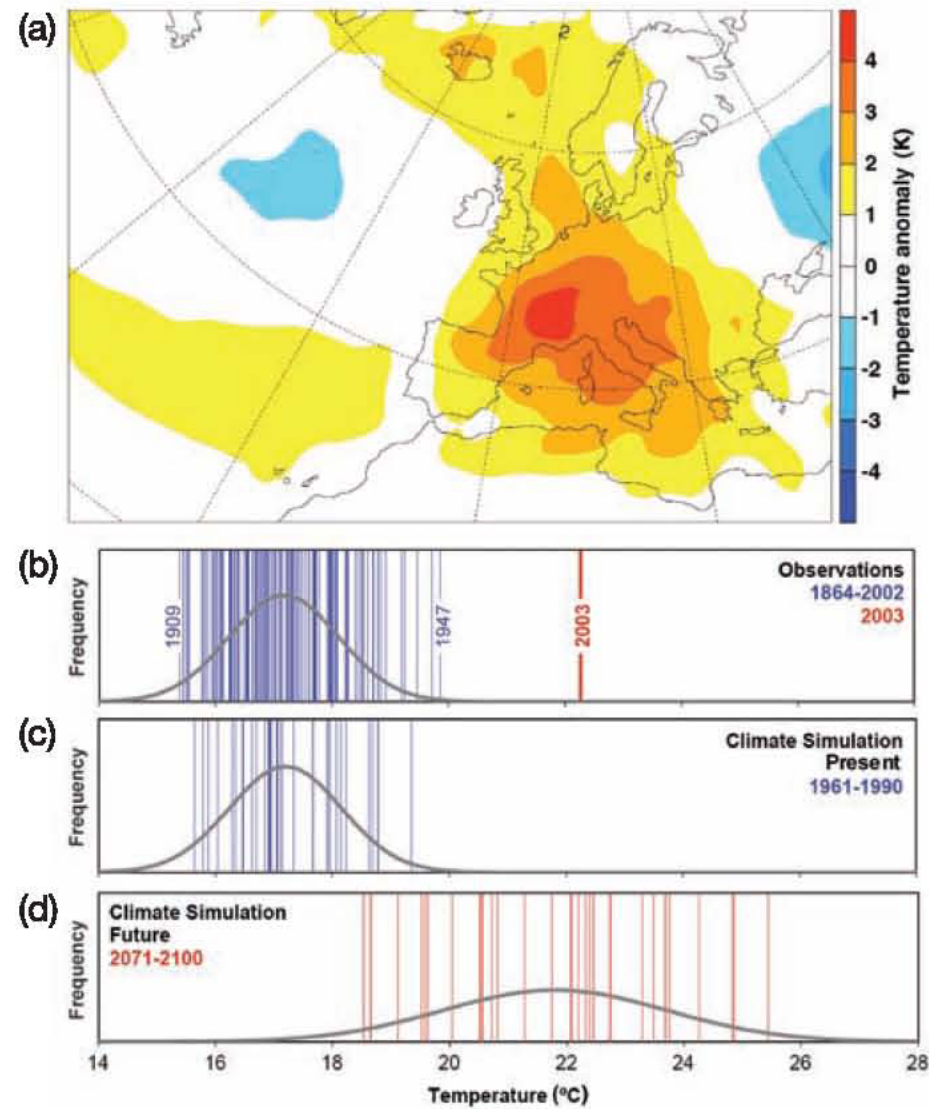 (a)
2
4
3
2
1
0
-1
-2
-3
-4
Temperature anomaly (K)
(b)
Frequency
1909
1947
2003
Observations
1864-2002
2003
(c)
Frequency
Climate Simulation
Present
1961-1990
(d)
Frequency
Climate Simulation
Future
2071-2100
14
16
18
20
22
24
26
28
Temperature (ºC)